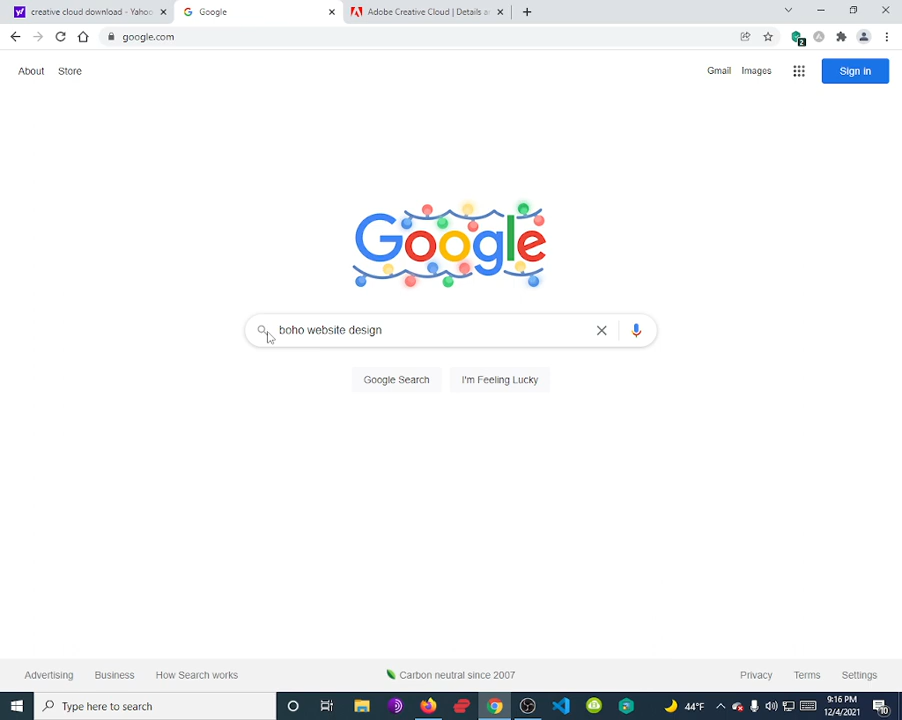 creative cloud download - Yahoo
Google
Adobe Creative Cloud | Details a
google.com
2
About
Store
Gmail
Images
Sign in
Google
boho website design
Google Search
I'm Feeling Lucky
Advertising
Business
How Search works
Carbon neutral since 2007
Privacy
Terms
Settings
Type here to search
44°F
9:16 PM
12/4/2021
10